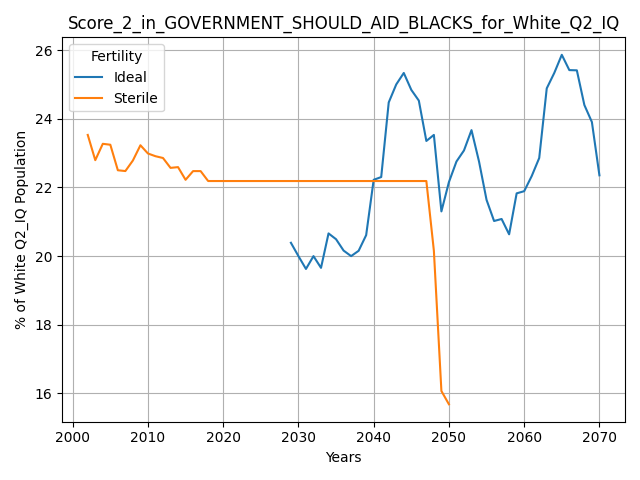 Score_2_in_GOVERNMENT_SHOULD_AID_BLACKS_for_White_Q2_IQ
Fertility
Ideal
Sterile
% of White Q2_IQ Population
26
24
22
20
18
16
2000 2010 2020 2030 2040 2050 2060 2070
Years